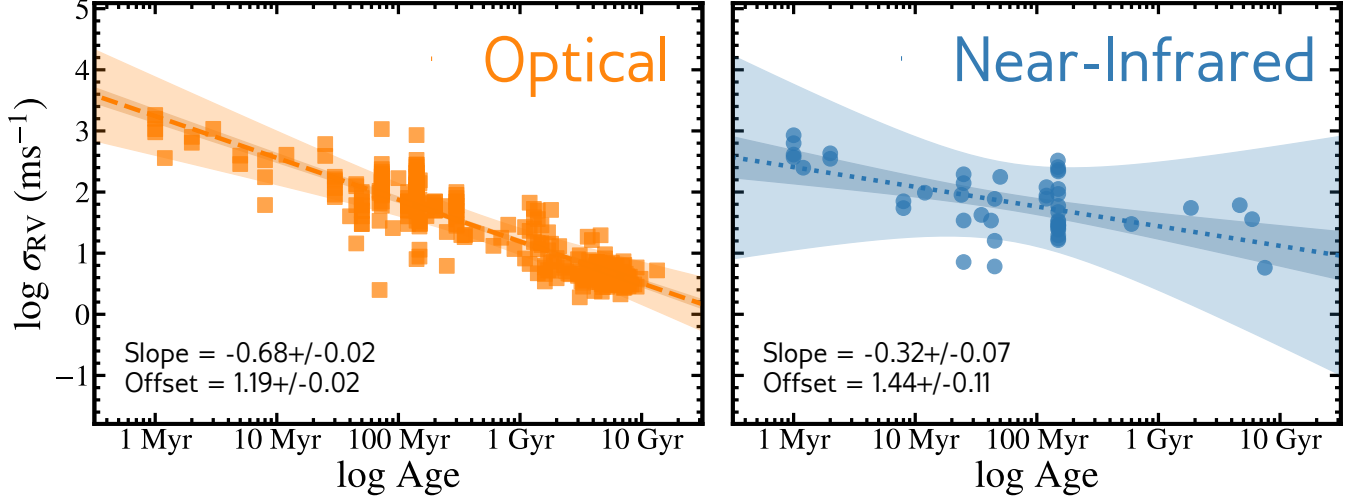 Optical
5
4
3
2
1
0
−1
log σRV (ms−1)
Slope = -0.68+/-0.02
Offset = 1.19+/-0.02
1 Myr 10 Myr 100 Myr 1 Gyr 10 Gyr
log Age
Near-Infrared
Slope = -0.32+/-0.07
Offset = 1.44+/-0.11
1 Myr 10 Myr 100 Myr 1 Gyr 10 Gyr
log Age